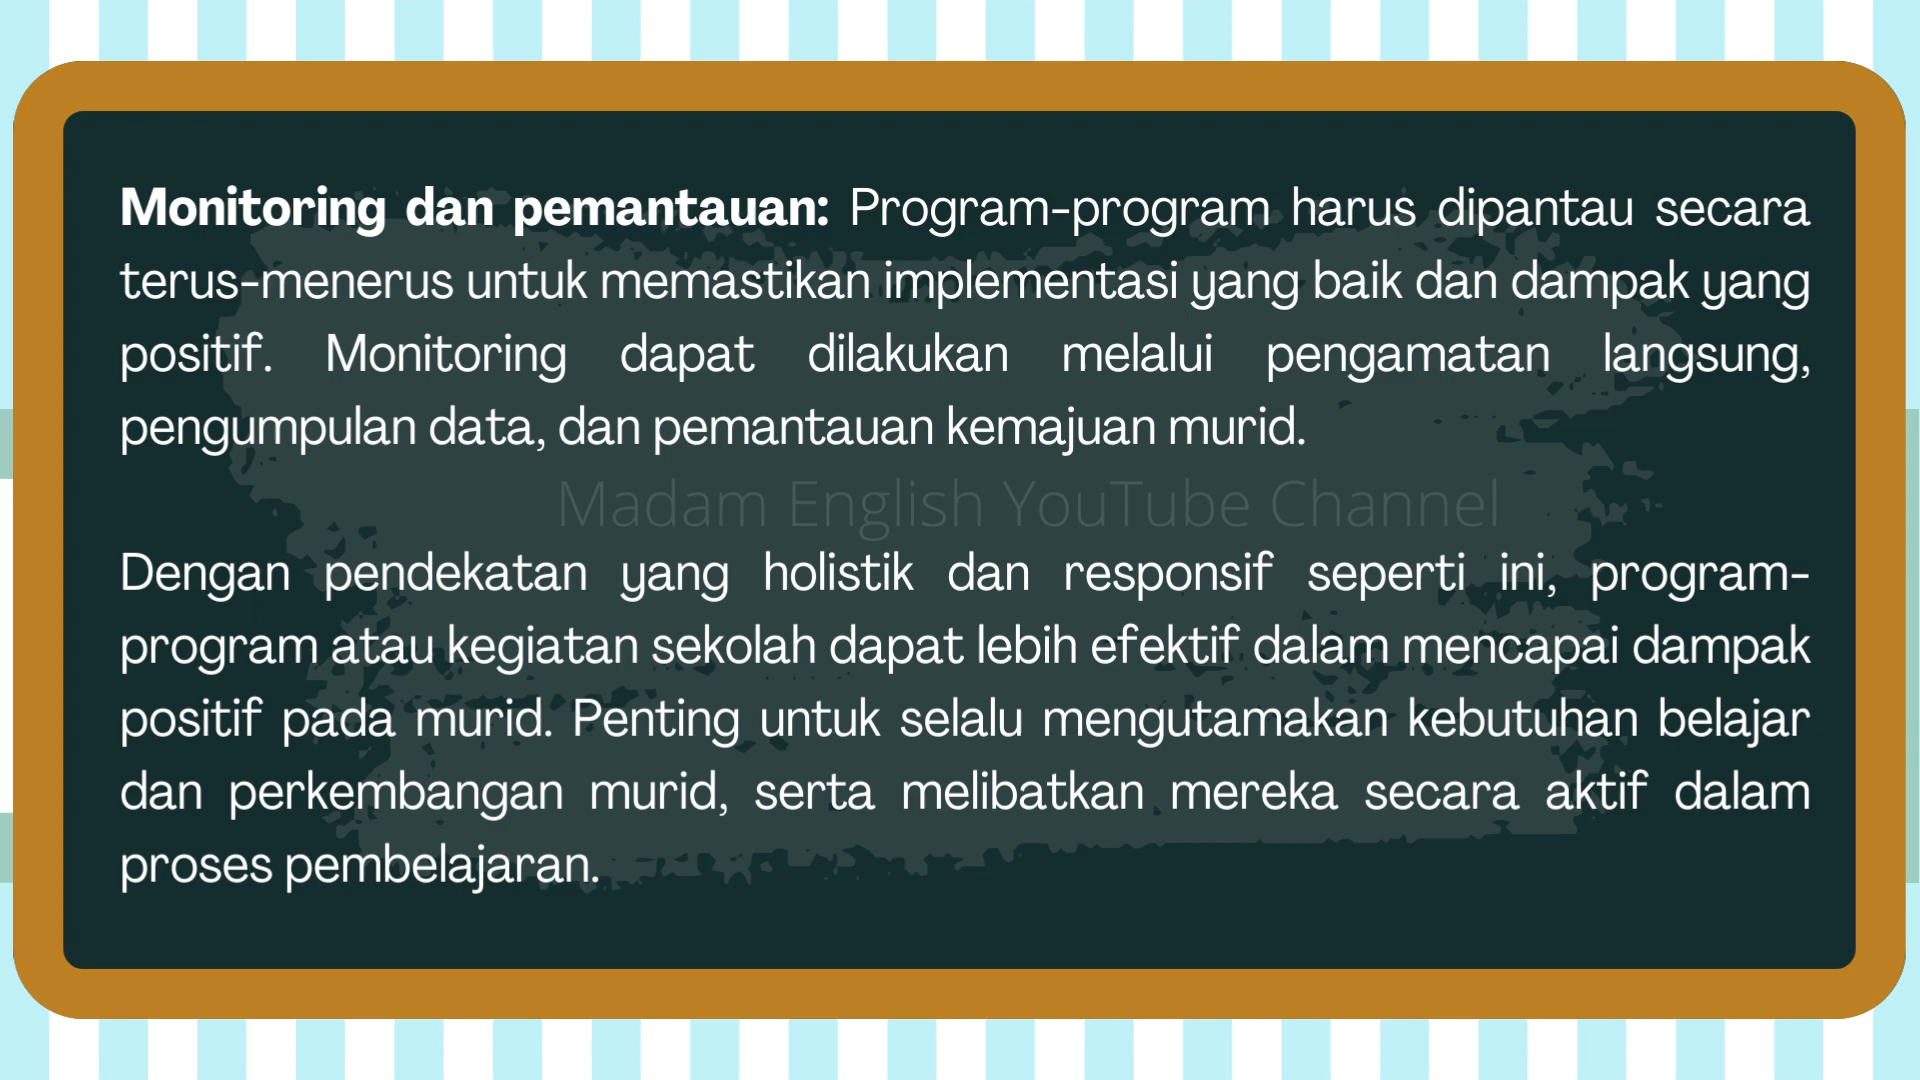 Monitoring dan pemantauan: Program-program harus dipantau secara
terus-menerus untuk memastikan implementasi yang baik dan dampak yang
positif. Monitoring dapat dilakukan melalui pengamatan langsung,
pengumpulan data, dan pemantauan kemajuan murid.
Madam English YouTube Channel
Dengan pendekatan yang holistik dan responsif seperti ini, program-
program atau kegiatan sekolah dapat lebih efektif dalam mencapai dampak
positif pada murid. Penting untuk selalu mengutamakan kebutuhan belajar
dan perkembangan murid, serta melibatkan mereka secara aktif dalam
proses pembelajaran.